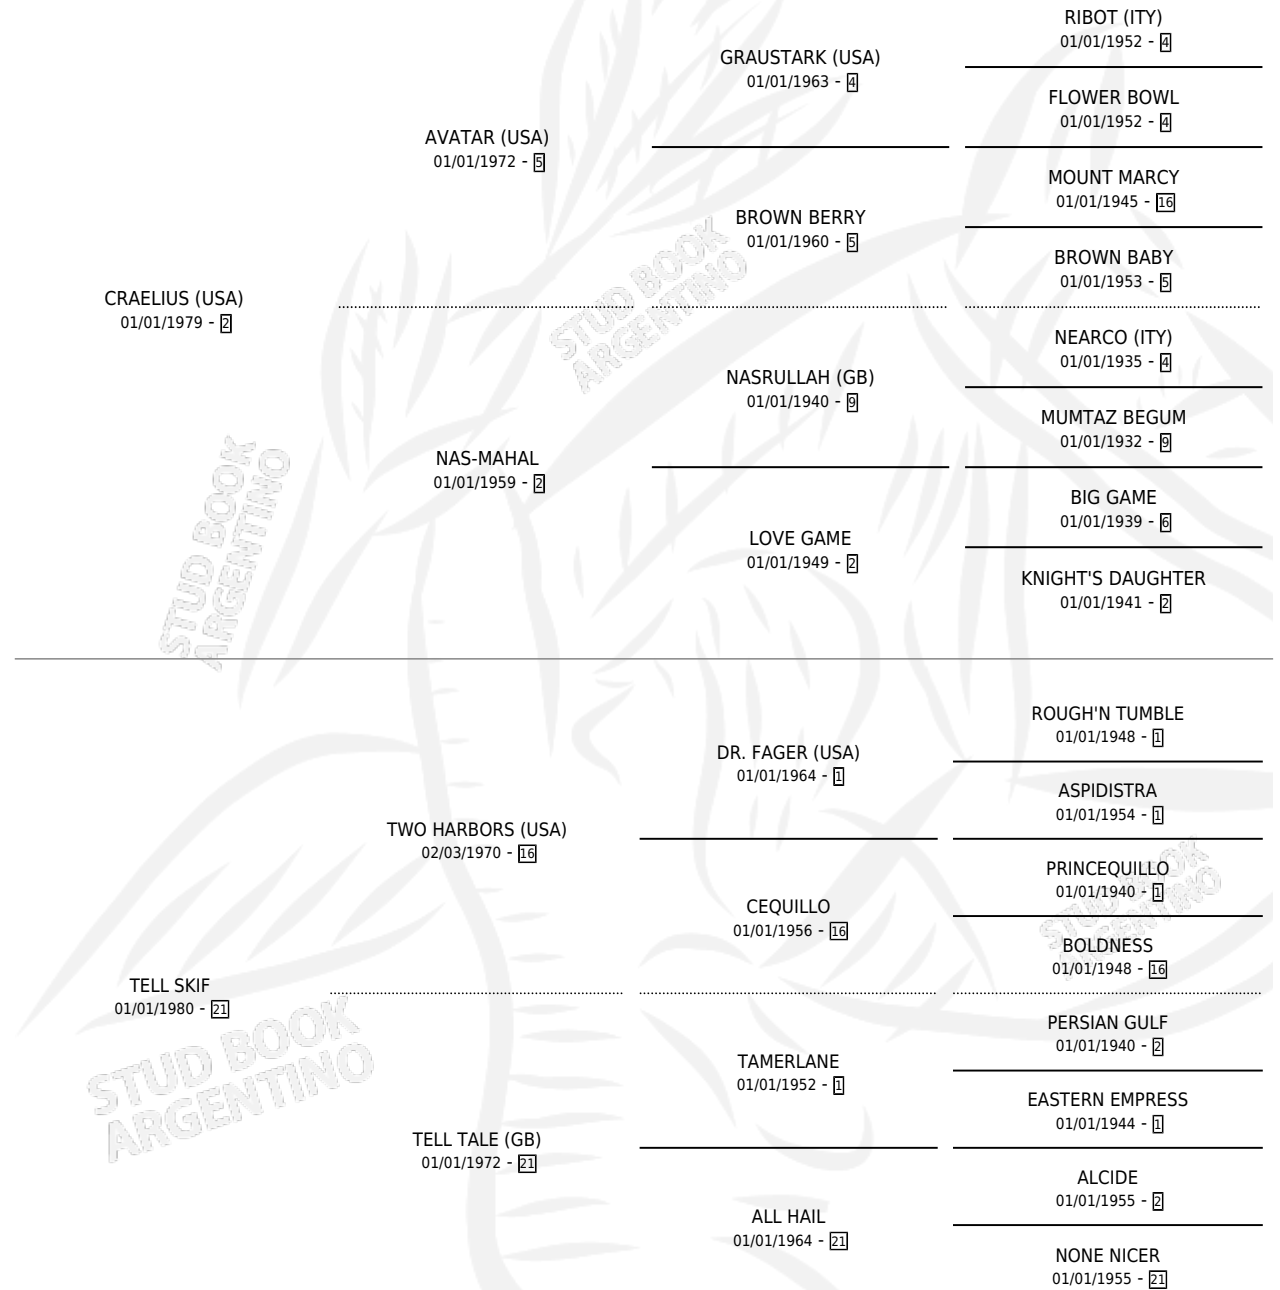 RIBOT (ITY)
01/01/1952 - 4
GRAUSTARK (USA)
01/01/1963 - 4
FLOWER BOWL
01/01/1952 - 4
AVATAR (USA)
01/01/1972 - 5
MOUNT MARCY
01/01/1945 - 16
BROWN BERRY
01/01/1960 - 5
BROWN BABY
01/01/1953 - 5
CRAELIUS (USA)
01/01/1979 - 2
NEARCO (ITY)
01/01/1935 - 4
NASRULLAH (GB)
01/01/1940 - 9
MUMTAZ BEGUM
01/01/1932 - 9
NAS-MAHAL
01/01/1959 - 2
BIG GAME
01/01/1939 - 6
LOVE GAME
01/01/1949 - 2
KNIGHT'S DAUGHTER
01/01/1941 - 2
STUD BOOK
ARGENTINO
STUD BOOK
ARGENTINO
ROUGH'N TUMBLE
01/01/1948 - 1
DR. FAGER (USA)
01/01/1964 - 1
ASPIDISTRA
01/01/1954 - 1
TWO HARBORS (USA)
02/03/1970 - 16
PRINCEQUILLO
01/01/1940 - 1
CEQUILLO
01/01/1956 - 16
BOLDNESS
01/01/1948 - 16
TELL SKIF
01/01/1980 - 21
PERSIAN GULF
01/01/1940 - 2
TAMERLANE
01/01/1952 - 1
EASTERN EMPRESS
01/01/1944 - 1
TELL TALE (GB)
01/01/1972 - 21
ALCIDE
01/01/1955 - 2
ALL HAIL
01/01/1964 - 21
NONE NICER
01/01/1955 - 21
STUD BOOK
ARGENTINO
STUD BOOK
ARGENTINO